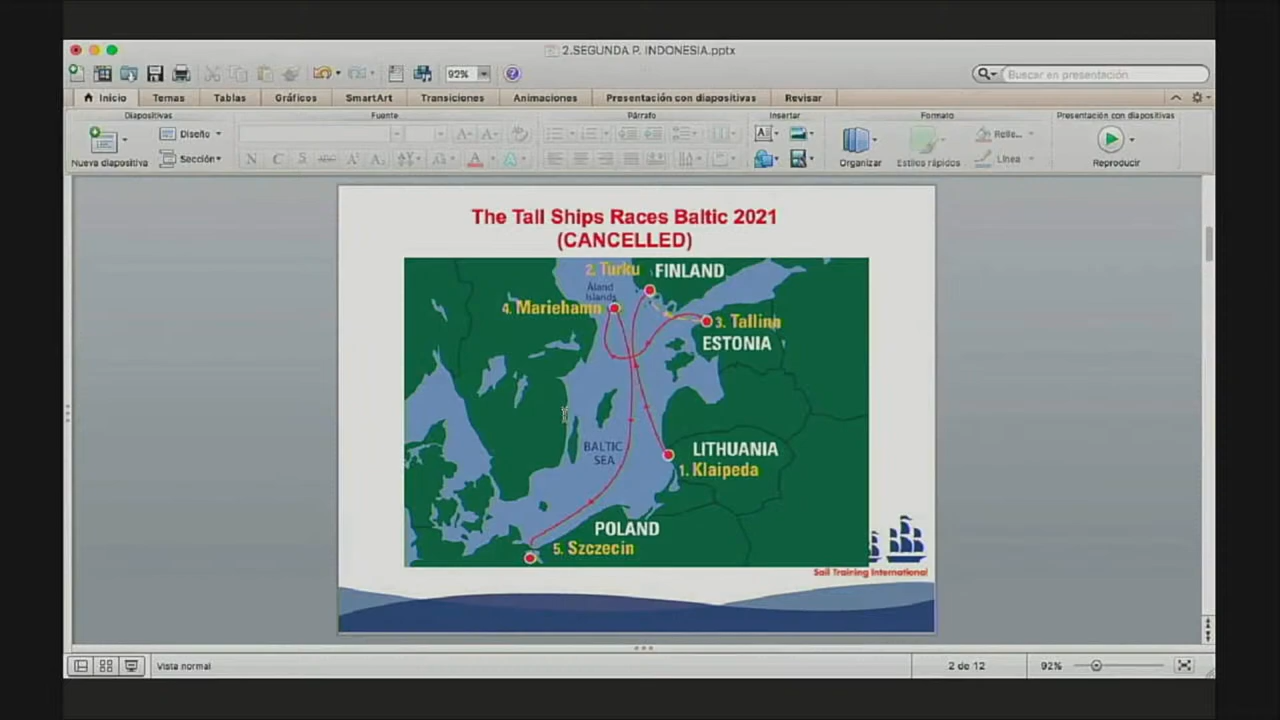 2.SEGUNDA P. INDONESIA.pptx
92%
Buscar en presentación
Inicio Temas Tablas Gráficos SmartArt Transiciones Animaciones Presentación con diapositivas Revisar
Diapositivas Fuente Párrafo Insertar Formato Presentación con diapositivas
Nueva diapositiva
Diseño
Sección
N C S
Organizar
Estilos rápidos
Relle...
Línea
Reproducir
The Tall Ships Races Baltic 2021
(CANCELLED)
2. Turku FINLAND
Åland
Islands
4. Mariehamn
3. Tallinn
ESTONIA
BALTIC
SEA
LITHUANIA
1. Klaipeda
POLAND
5. Szczecin
Sail Training International
Vista normal
2 de 12
92%